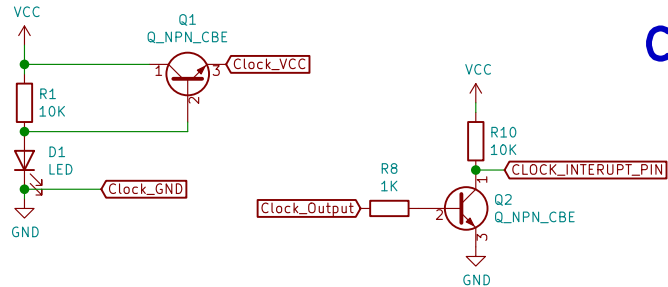 VCC
Q1
Q_NPN_CBE
1
3
2
Clock_VCC
R1
10K
D1
LED
Clock_GND
GND
C
VCC
R10
10K
1
CLOCK_INTERUPT_PIN
R8
1K
Clock_Output
2
Q2
Q_NPN_CBE
3
GND